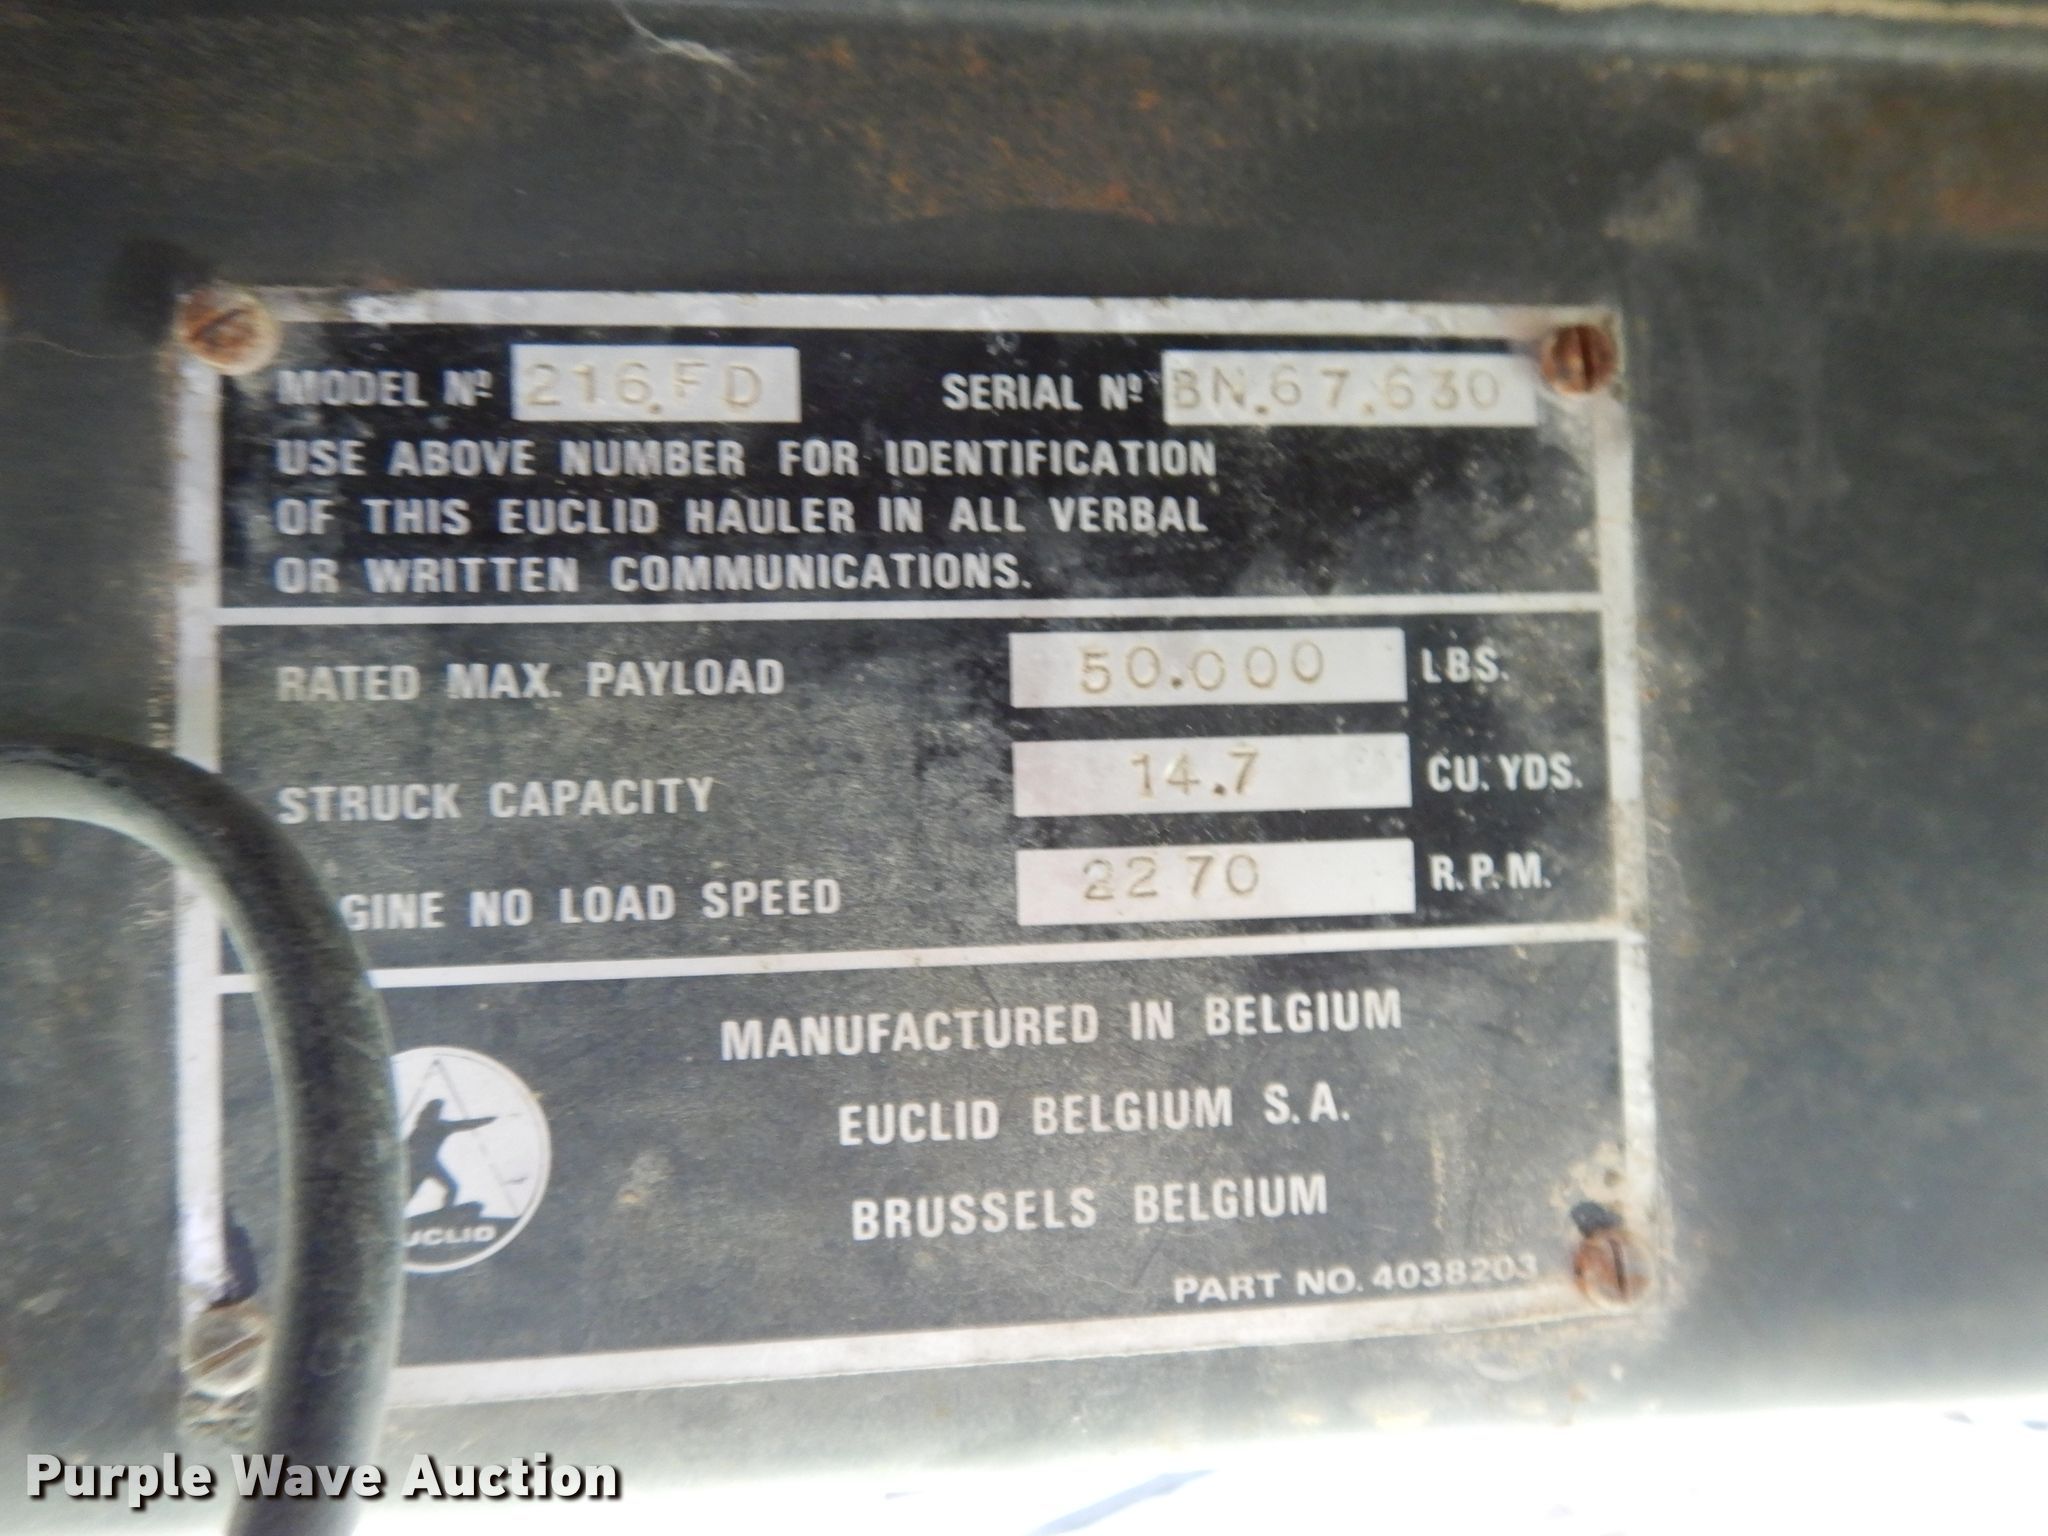 MODEL Nº 216.FD SERIAL Nº BN.67.630
USE ABOVE NUMBER FOR IDENTIFICATION
OF THIS EUCLID HAULER IN ALL VERBAL
OR WRITTEN COMMUNICATIONS.
RATED MAX. PAYLOAD 50.000 LBS.
STRUCK CAPACITY 14.7 CU. YDS.
GINE NO LOAD SPEED 2270 R.P.M.
MANUFACTURED IN BELGIUM
EUCLID BELGIUM S.A.
BRUSSELS BELGIUM
UCLID
PART NO. 4038203
Purple Wave Auction